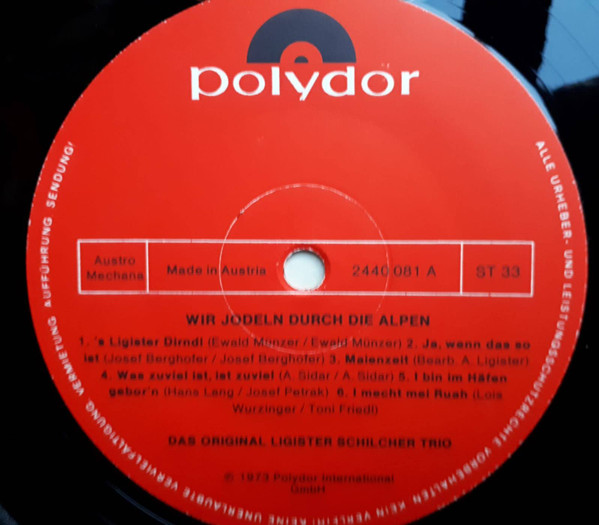 polydor
Austro
Mechana
Made in Austria
2440 081 A
ST 33
WIR JODELN DURCH DIE ALPEN
1. 's Ligister Dirndl (Ewald Münzer / Ewald Münzer) 2. Ja, wenn das so
ist (Josef Berghofer / Josef Berghofer) 3. Maienzeit (Bearb. A. Ligister)
4. Was zuviel ist, ist zuviel (A. Sidar / A. Sidar) 5. I bin im Häfen
gebor'n (Hans Lang / Josef Petrak) 6. I mecht mei Ruah (Lois
Wurzinger / Toni Friedl)
DAS ORIGINAL LIGISTER SCHILCHER TRIO
℗ 1973 Polydor International
GmbH
ALLE URHEBER- UND LEISTUNGSSCHUTZRECHTE VORBEHALTEN KEIN VERLEIH! KEINE UNERLAUBTE VERVIELFÄLTIGUNG, VERMIETUNG, AUFFÜHRUNG, SENDUNG!